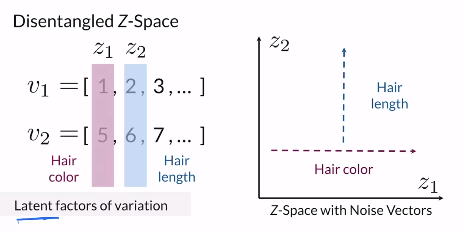 Disentangled Z-Space
z₁ z₂
v₁ =[ 1, 2, 3,... ]
v₂ =[ 5, 6, 7,... ]
Hair color
Hair length
Latent factors of variation
z₂
Hair
length
Hair color
z₁
Z-Space with Noise Vectors